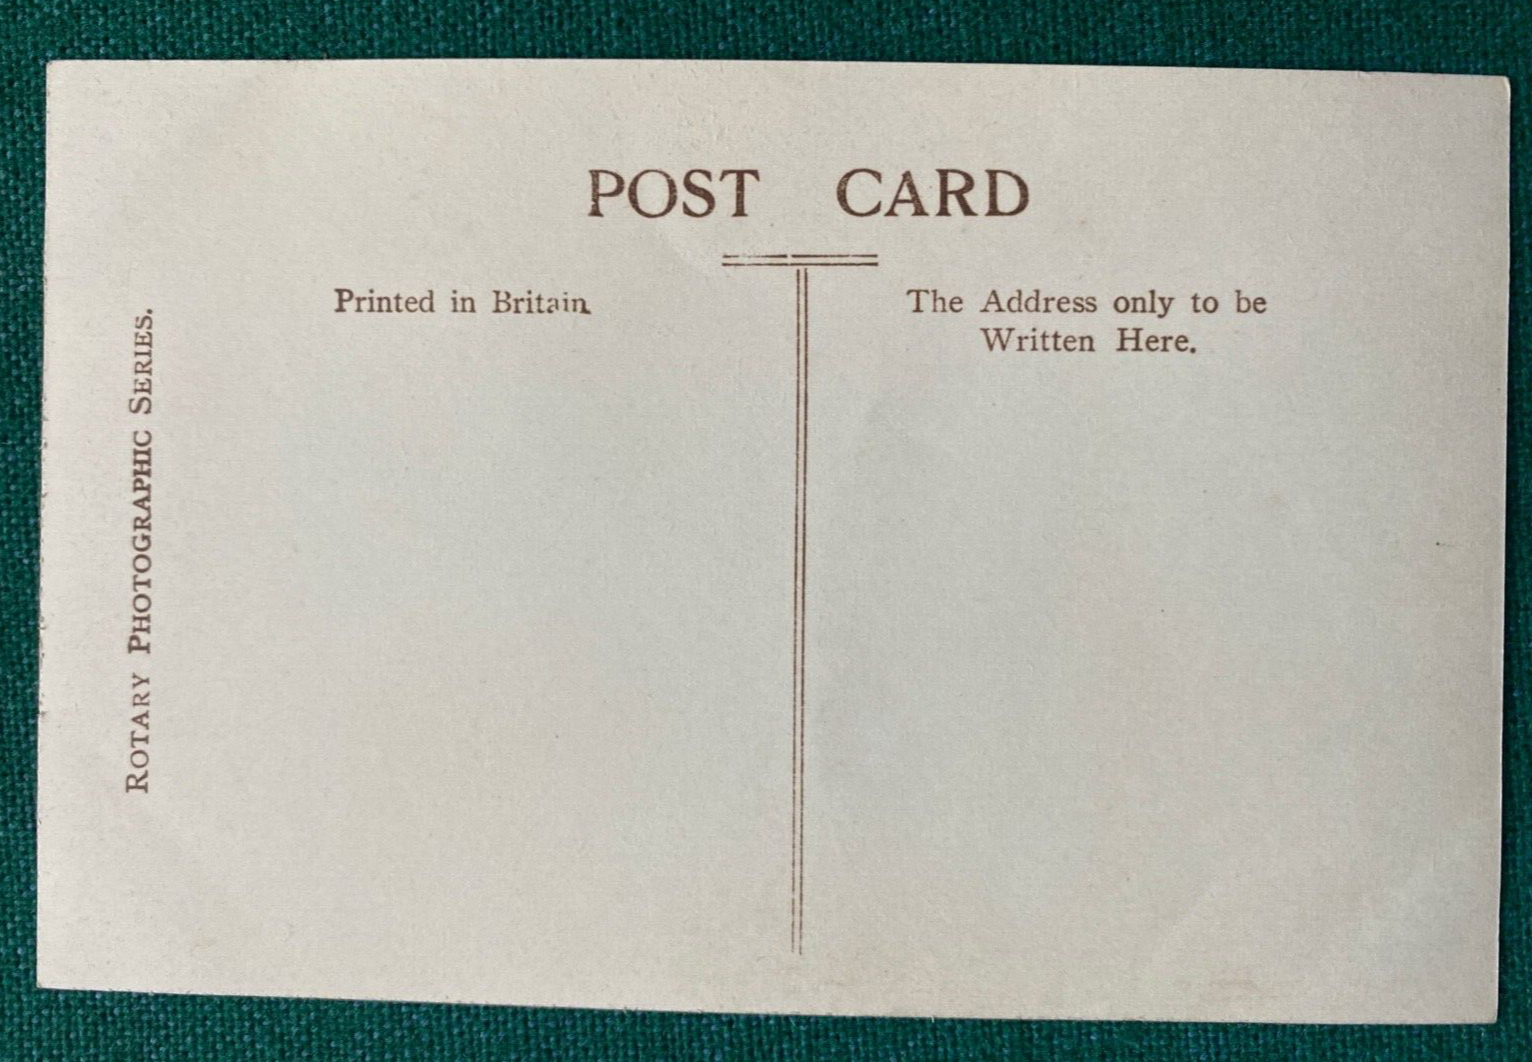 POST CARD
Printed in Britain
The Address only to be
Written Here.
ROTARY PHOTOGRAPHIC SERIES.